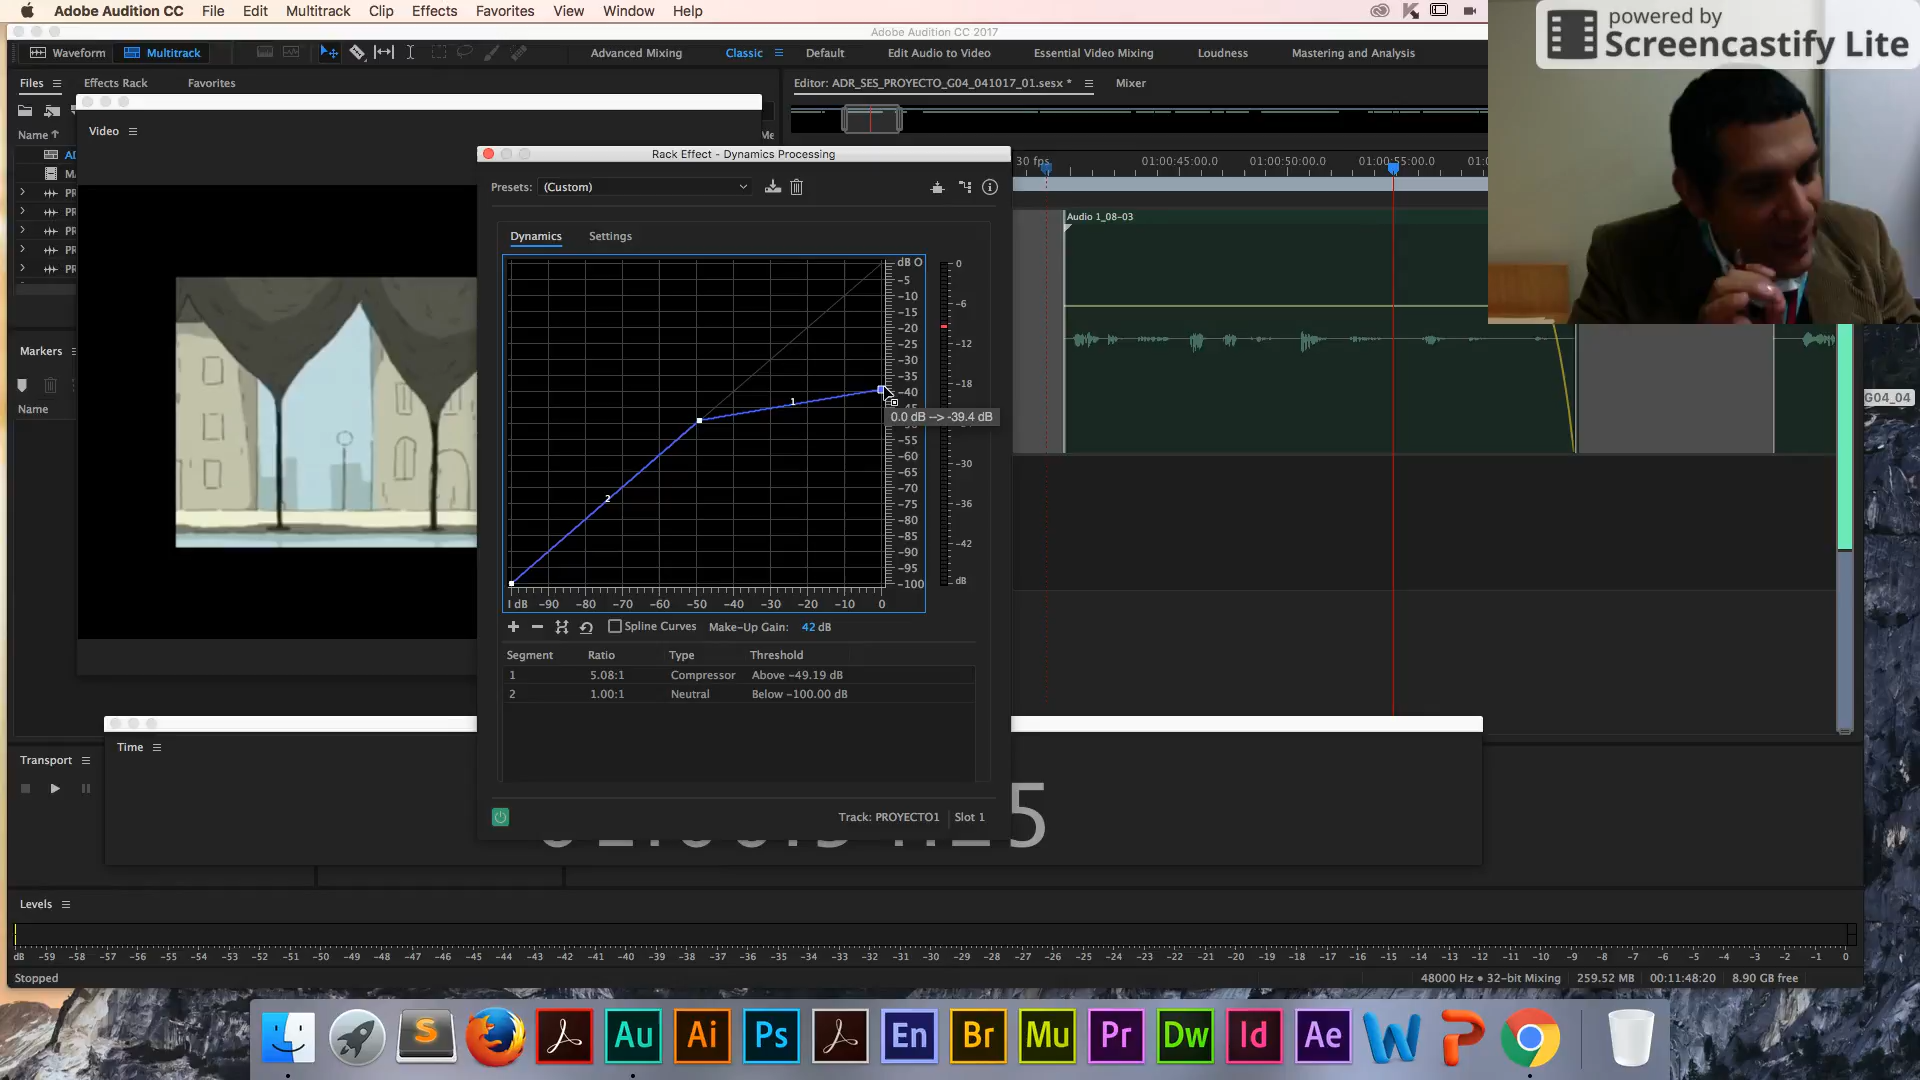 Adobe Audition CC File Edit Multitrack Clip Effects Favorites View Window Help
powered by
Screencastify Lite
Adobe Audition CC 2017
Waveform Multitrack Advanced Mixing Classic Default Edit Audio to Video Essential Video Mixing Loudness Mastering and Analysis
Files Effects Rack Favorites Editor: ADR_SES_PROYECTO_G04_041017_01.sesx * Mixer
Name
Video
Rack Effect - Dynamics Processing
30 fps 01:00:45:00.0 01:00:50:00.0 01:00:55:00.0
Presets: (Custom)
PR
PR
PR
PR
PR
Audio 1_08-03
Dynamics Settings
dB O
-5
-10
-15
-20
-25
-30
-35
-40
-45
-55
-60
-65
-70
-75
-80
-85
-90
-95
-100
0
-6
-12
-18
-30
-36
-42
dB
1
2
0.0 dB --> -39.4 dB
G04_04
I dB -90 -80 -70 -60 -50 -40 -30 -20 -10 0
Spline Curves Make-Up Gain: 42 dB
Segment Ratio Type Threshold
1 5.08:1 Compressor Above -49.19 dB
2 1.00:1 Neutral Below -100.00 dB
Markers
Name
Time
Transport
Track: PROYECTO1 Slot 1
Levels
dB -59 -58 -57 -56 -55 -54 -53 -52 -51 -50 -49 -48 -47 -46 -45 -44 -43 -42 -41 -40 -39 -38 -37 -36 -35 -34 -33 -32 -31 -30 -29 -28 -27 -26 -25 -24 -23 -22 -21 -20 -19 -18 -17 -16 -15 -14 -13 -12 -11 -10 -9 -8 -7 -6 -5 -4 -3 -2 -1 0
Stopped 48000 Hz • 32-bit Mixing 259.52 MB 00:11:48:20 8.90 GB free
S Au Ai Ps En Br Mu Pr Dw Id Ae W P